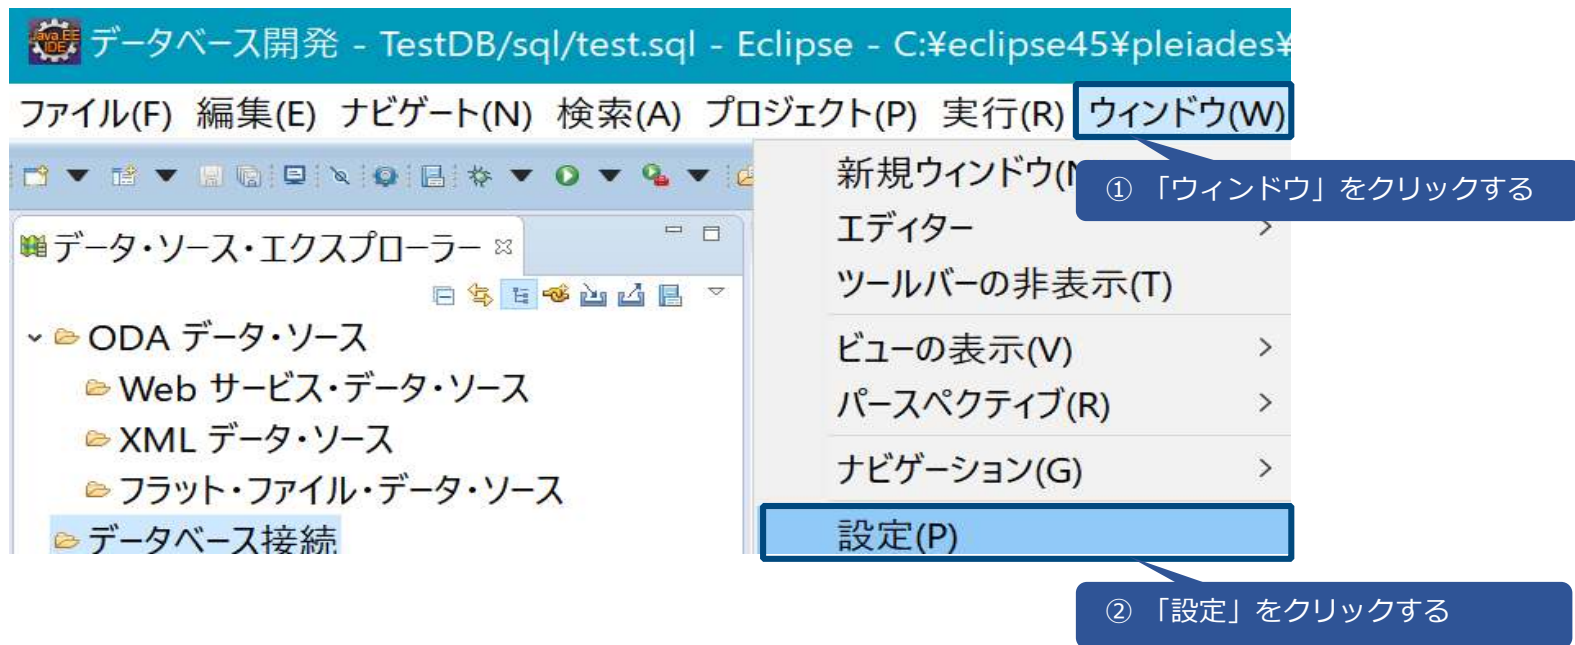 データベース開発 - TestDB/sql/test.sql - Eclipse - C:¥eclipse45¥pleiades¥
ファイル(F) 編集(E) ナビゲート(N) 検索(A) プロジェクト(P) 実行(R) ウィンドウ(W)
新規ウィンドウ(N
① 「ウィンドウ」をクリックする
エディター
ツールバーの非表示(T)
ビューの表示(V)
パースペクティブ(R)
ナビゲーション(G)
設定(P)
② 「設定」をクリックする
データ・ソース・エクスプローラー
ODA データ・ソース
Web サービス・データ・ソース
XML データ・ソース
フラット・ファイル・データ・ソース
データベース接続